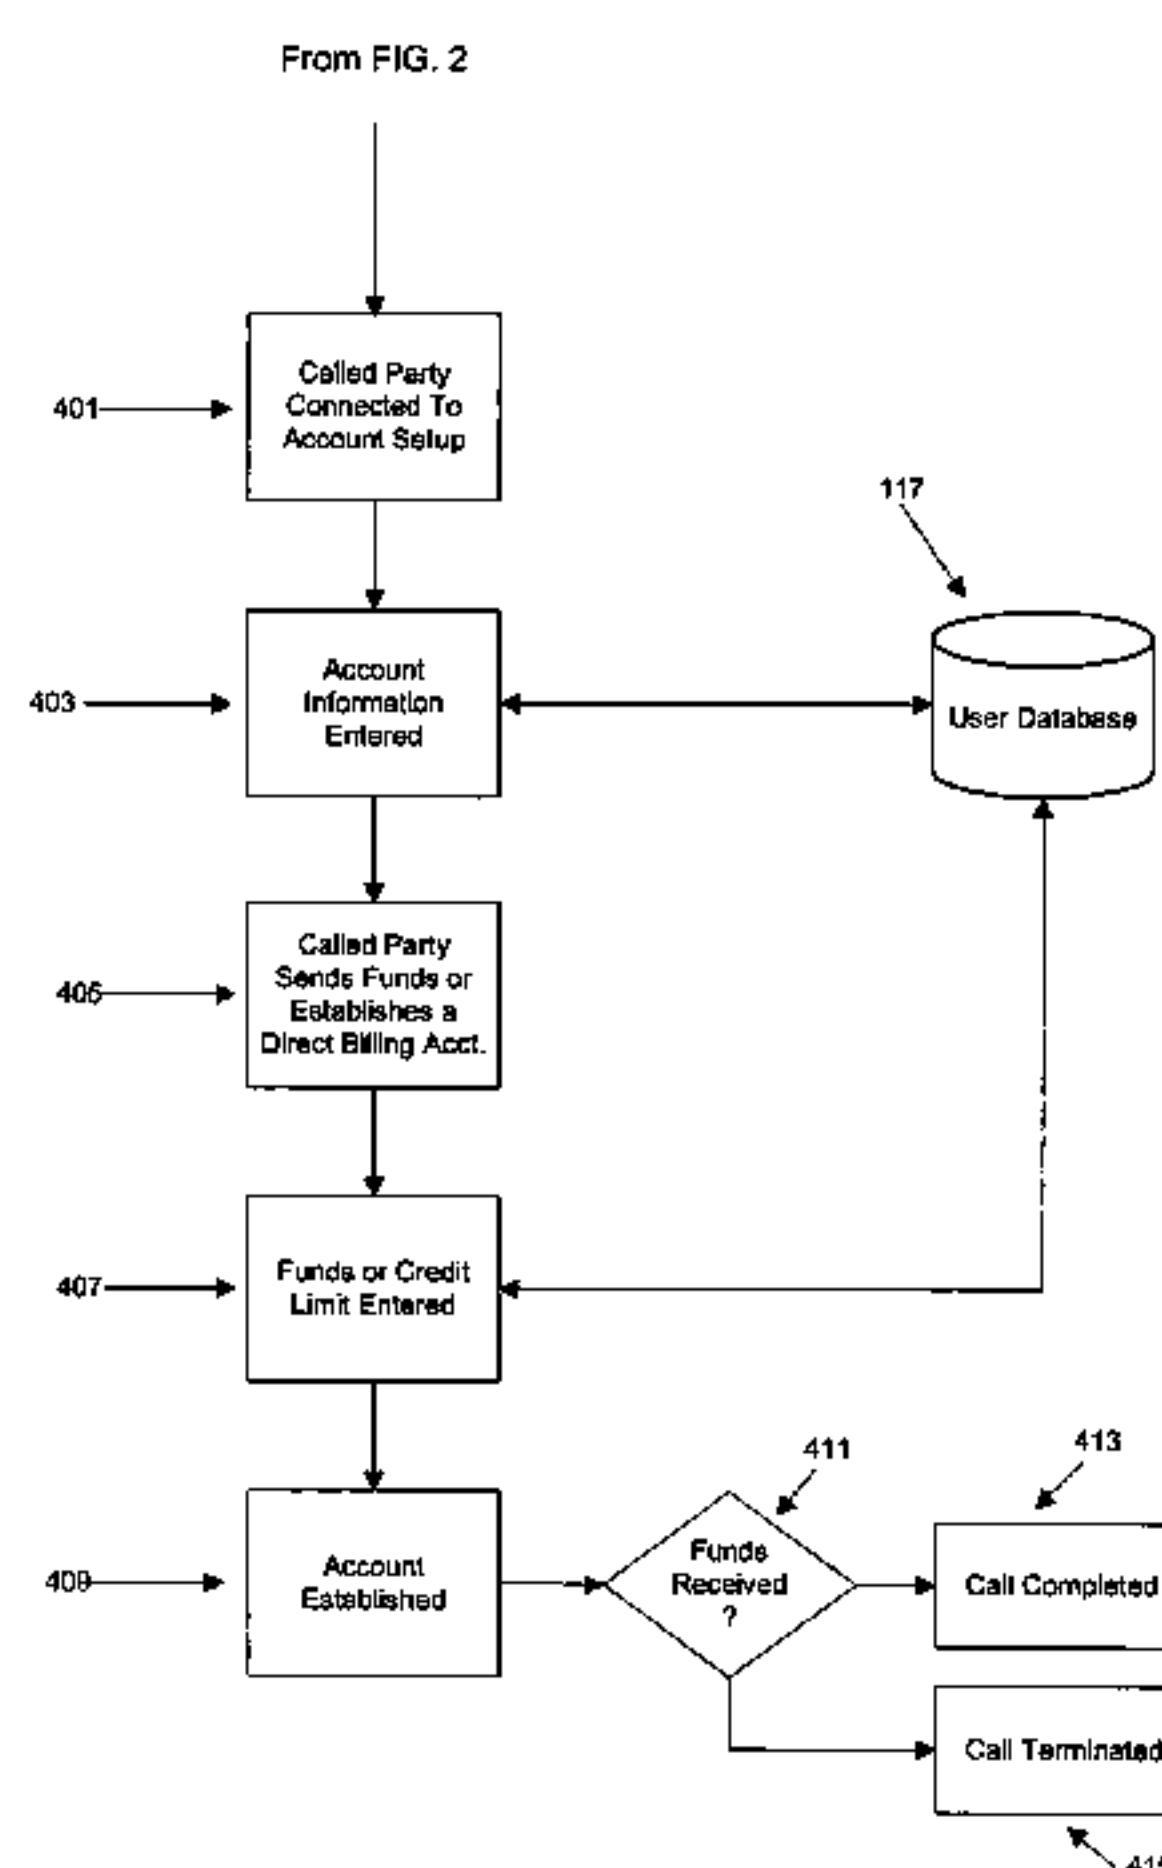 From FIG. 2
Called Party
Connected To
Account Setup
401
117
Account
Information
Entered
403
User Database
Called Party
Sends Funds or
Establishes a
Direct Billing Acct.
405
Funds or Credit
Limit Entered
407
411
413
Account
Established
409
Funds
Received
?
Call Completed
Call Terminated